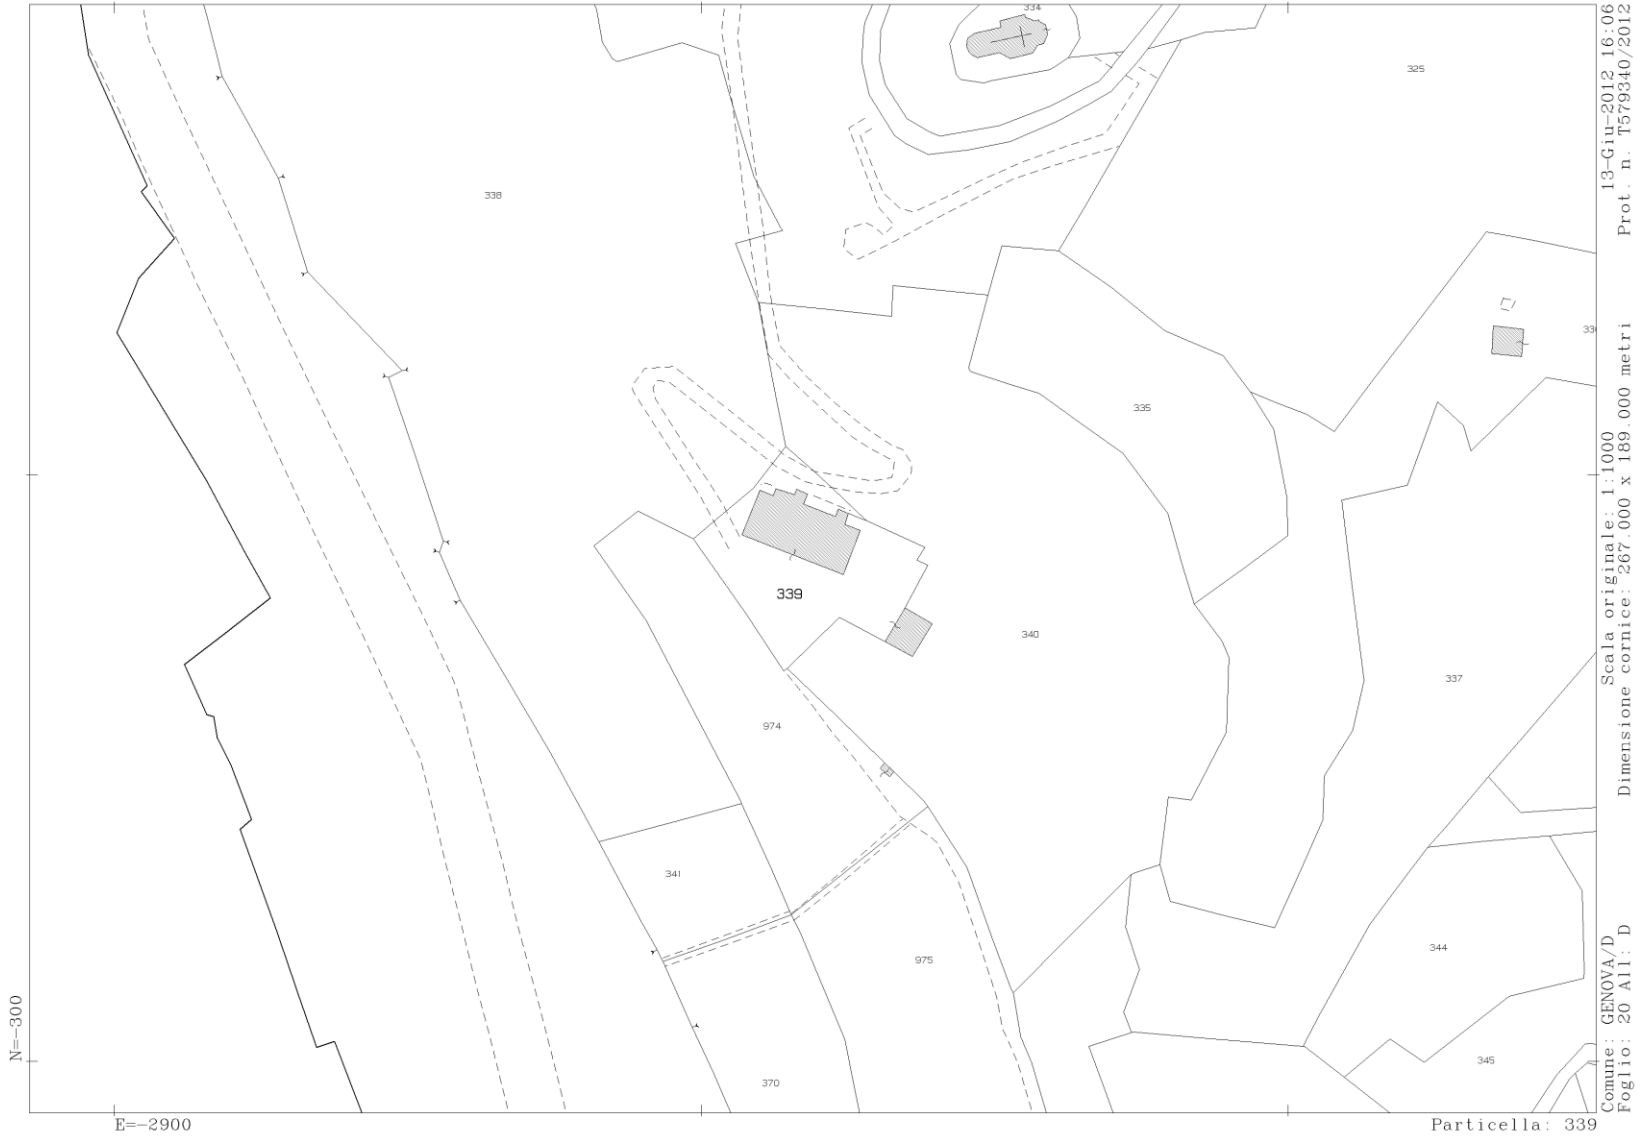 334
325
338
330
335
339
340
337
974
341
975
344
345
370
N=-300
E=-2900
Particella: 339
13-Giu-2012 16:06
Prot. n. T579340/2012
Scala originale: 1:1000
Dimensione cornice: 267.000 x 189.000 metri
Comune: GENOVA/D
Foglio: 20 All: D